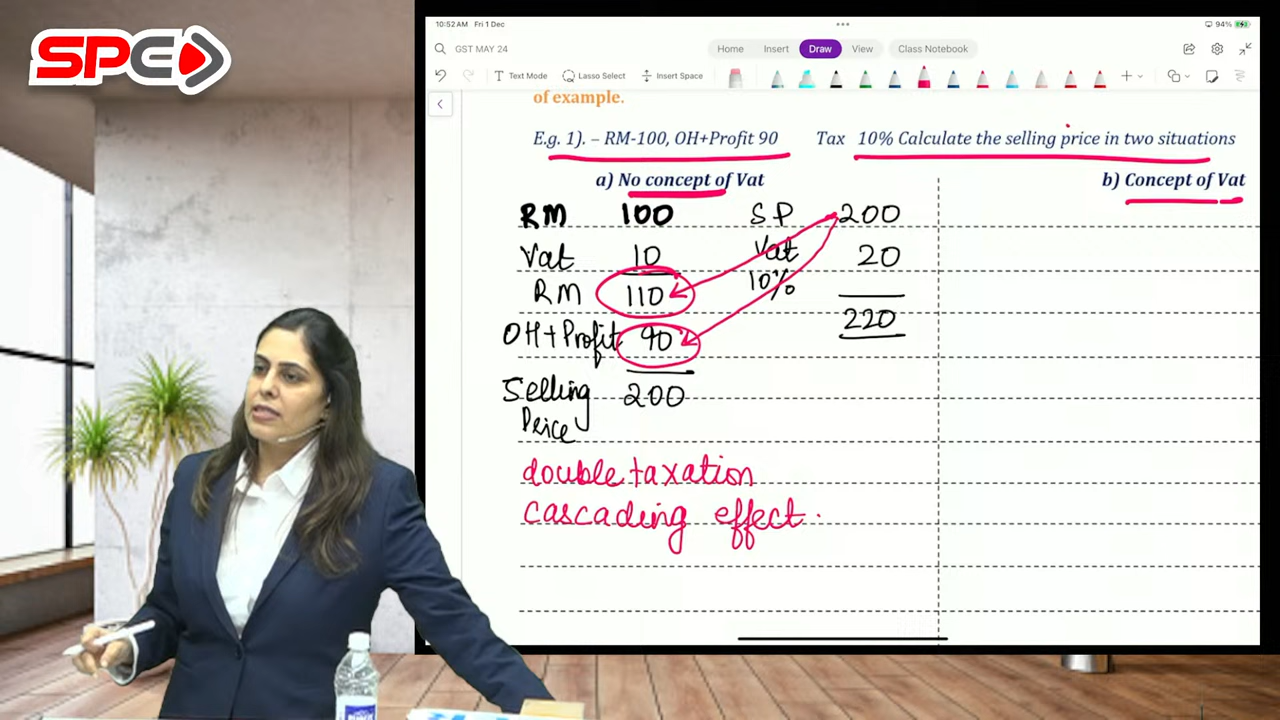 SPE
10:52AM Fri 1 Dec
94%
GST MAY 24
Home Insert Draw View Class Notebook
Text Mode Lasso Select Insert Space
of example.
E.g. 1). – RM-100, OH+Profit 90 Tax 10% Calculate the selling price in two situations
a) No concept of Vat
b) Concept of Vat
RM 100
Vat 10
RM 110
OH+Profit 90
Selling Price 200
SP 200
Vat 10% 20
220
double taxation
cascading effect.